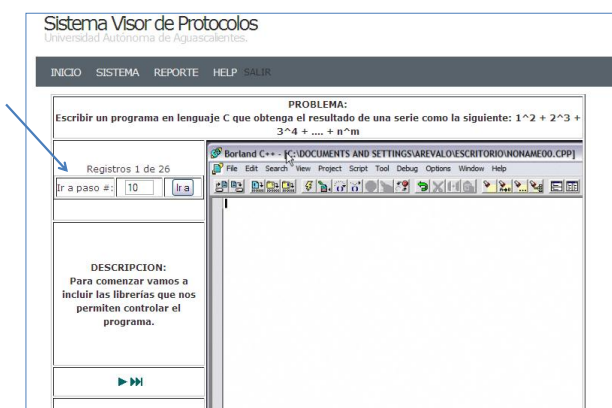 Sistema Visor de Protocolos
Universidad Autónoma de Aguascalientes.
INICIO SISTEMA REPORTE HELP SALIR
PROBLEMA:
Escribir un programa en lenguaje C que obtenga el resultado de una serie como la siguiente: 1^2 + 2^3 +
3^4 + .... + n^m
Registros 1 de 26
Ir a paso #: 10 Ir a
DESCRIPCION:
Para comenzar vamos a
incluir las librerías que nos
permiten controlar el
programa.
Borland C++ - [C:\DOCUMENTS AND SETTINGS\AREVALO\ESCRITORIO\NONAME00.CPP]
File Edit Search View Project Script Tool Debug Options Window Help